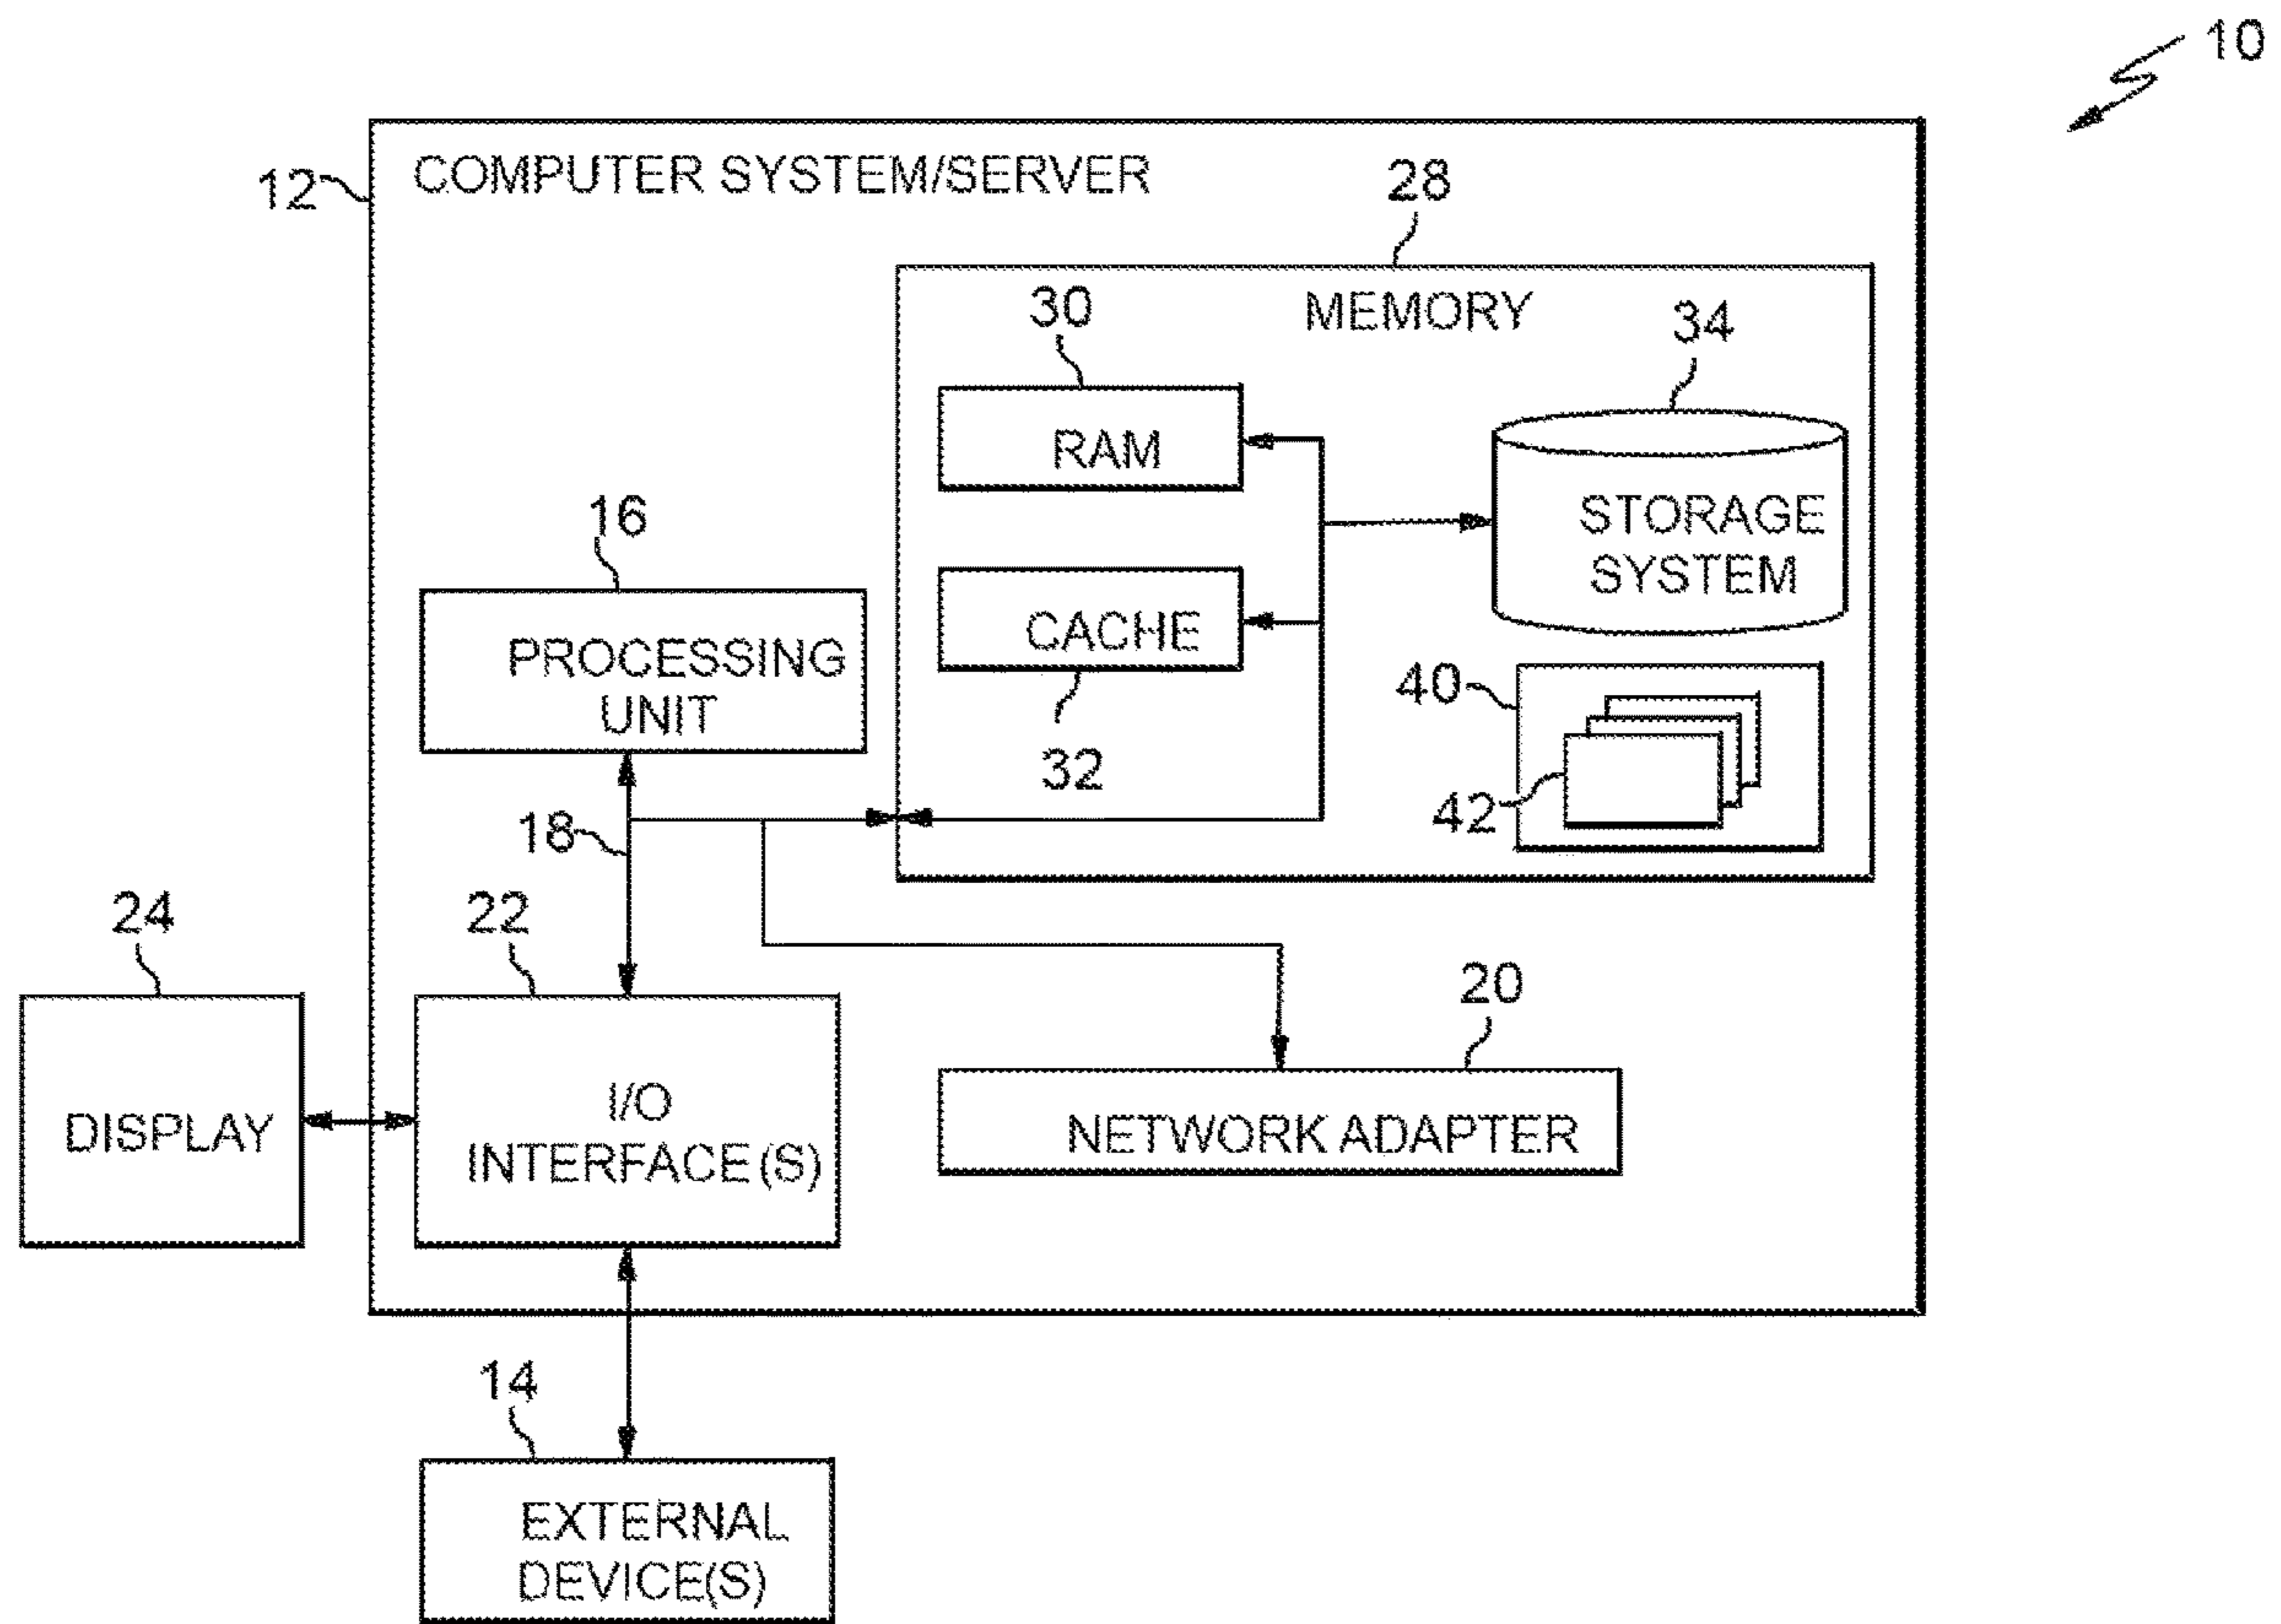 10
12
COMPUTER SYSTEM/SERVER
28
MEMORY
30
34
RAM
STORAGE
SYSTEM
16
PROCESSING
UNIT
CACHE
32
40
42
18
24
22
20
DISPLAY
I/O
INTERFACE(S)
NETWORK ADAPTER
14
EXTERNAL
DEVICE(S)